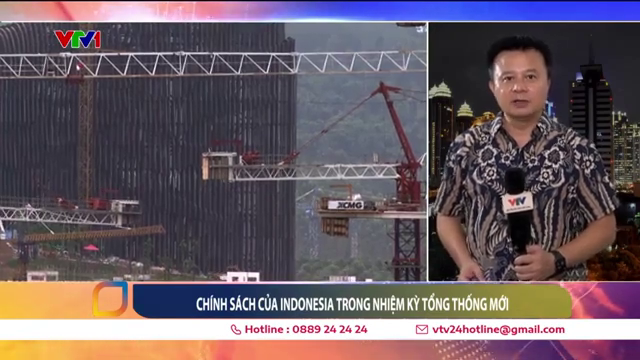 VTV1
XCMG
VTV
CHÍNH SÁCH CỦA INDONESIA TRONG NHIỆM KỲ TỔNG THỐNG MỚI
Hotline : 0889 24 24 24
vtv24hotline@gmail.com